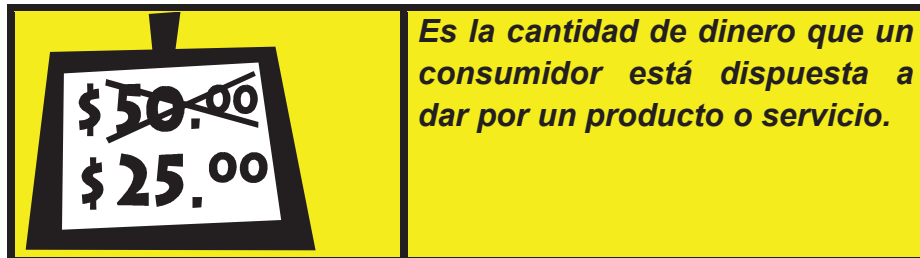 $50.00
$25.00
Es la cantidad de dinero que un
consumidor está dispuesta a
dar por un producto o servicio.